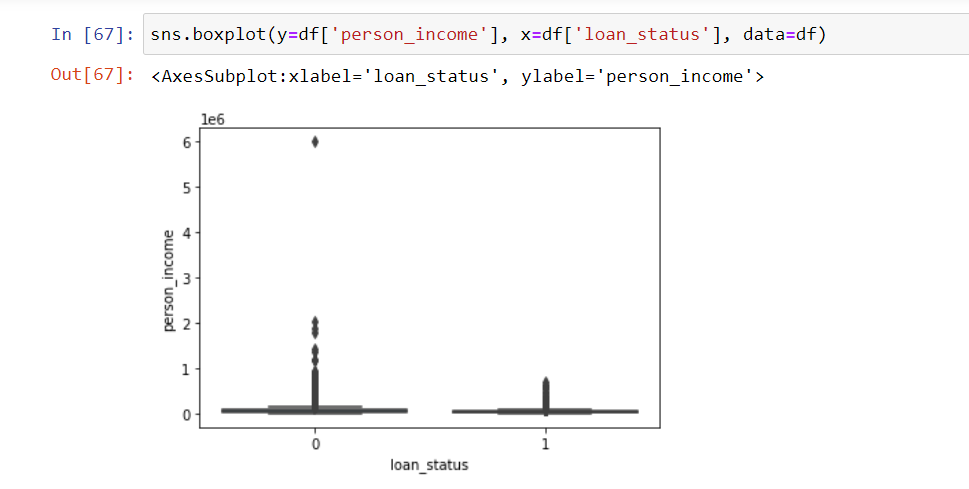 In [67]: sns.boxplot(y=df['person_income'], x=df['loan_status'], data=df)
Out[67]: <AxesSubplot:xlabel='loan_status', ylabel='person_income'>
1e6
6
5
4
3
2
1
0
person_income
0 1
loan_status